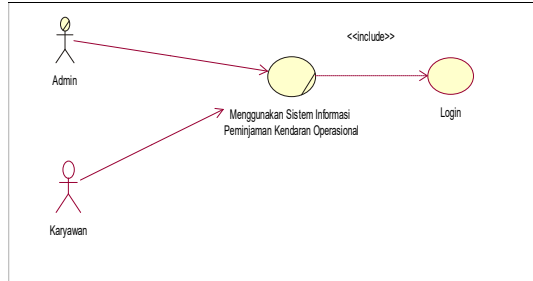 <<include>>
Admin
Menggunakan Sistem Informasi
Peminjaman Kendaran Operasional
Login
Karyawan